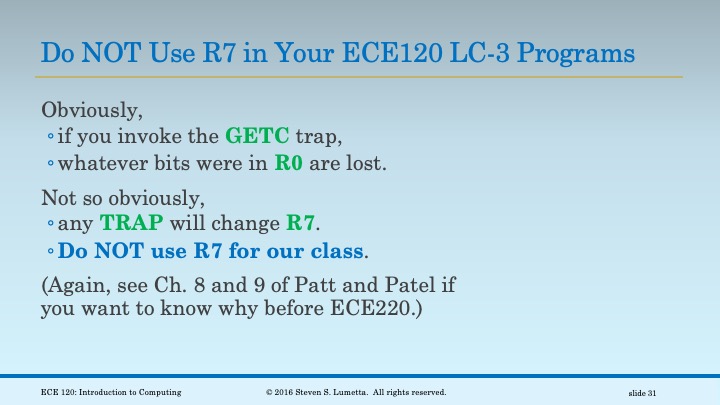 Do NOT Use R7 in Your ECE120 LC-3 Programs
Obviously,
◦if you invoke the GETC trap,
◦whatever bits were in R0 are lost.
Not so obviously,
◦any TRAP will change R7.
◦Do NOT use R7 for our class.
(Again, see Ch. 8 and 9 of Patt and Patel if
you want to know why before ECE220.)
ECE 120: Introduction to Computing
© 2016 Steven S. Lumetta.  All rights reserved.
slide 31